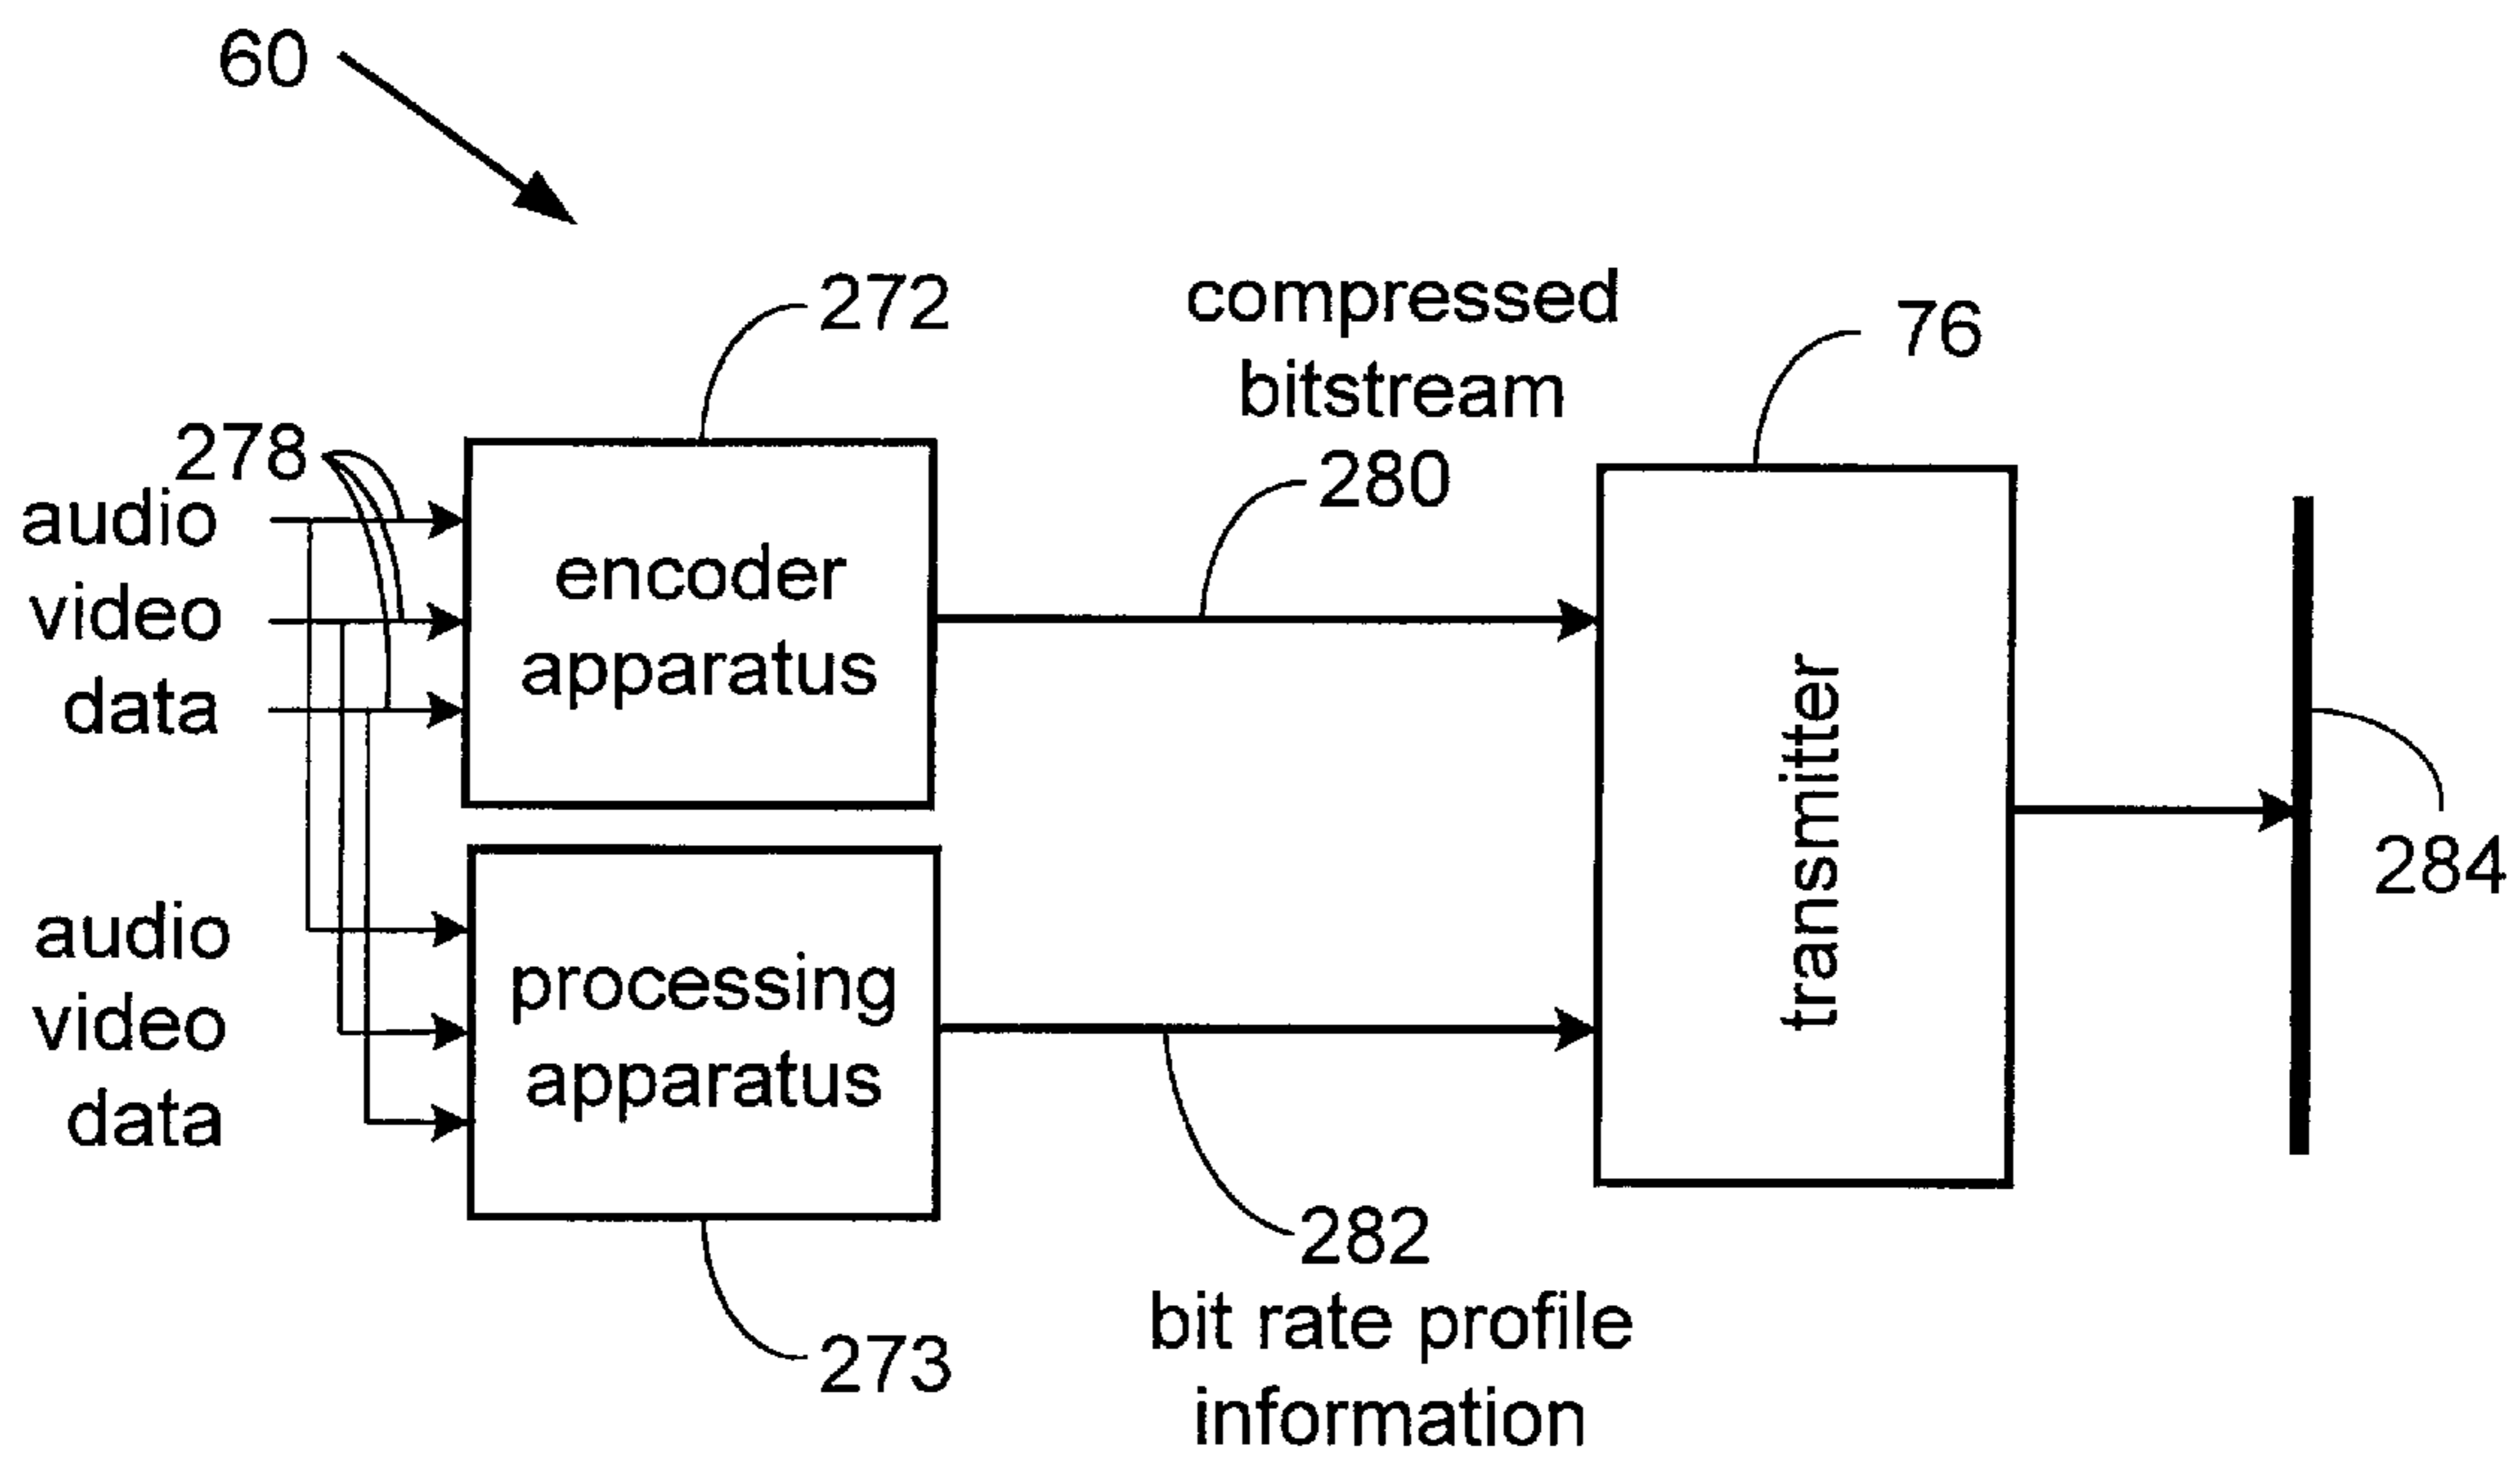 60
272
compressed
bitstream
280
76
278
audio
video
data
encoder
apparatus
transmitter
284
audio
video
data
processing
apparatus
273
282
bit rate profile
information